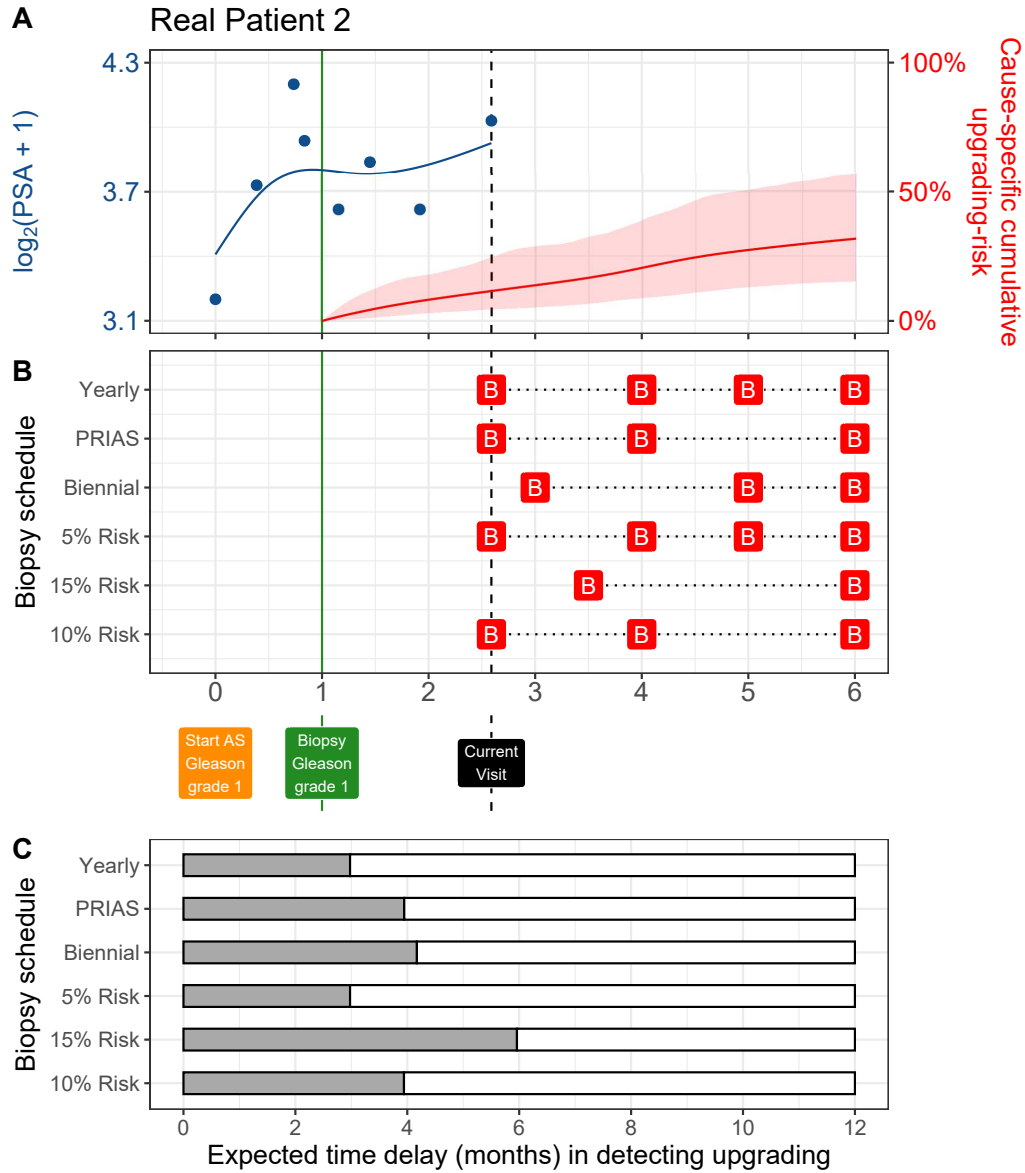 A
Real Patient 2
4.3
3.7
3.1
log₂(PSA + 1)
100%
50%
0%
Cause-specific cumulative
upgrading-risk
B
Biopsy schedule
Yearly B B B B
PRIAS B B B
Biennial B B B
5% Risk B B B B
15% Risk B B
10% Risk B B B
0 1 2 3 4 5 6
Start AS
Gleason
grade 1
Biopsy
Gleason
grade 1
Current
Visit
C
Biopsy schedule
Yearly
PRIAS
Biennial
5% Risk
15% Risk
10% Risk
0 2 4 6 8 10 12
Expected time delay (months) in detecting upgrading